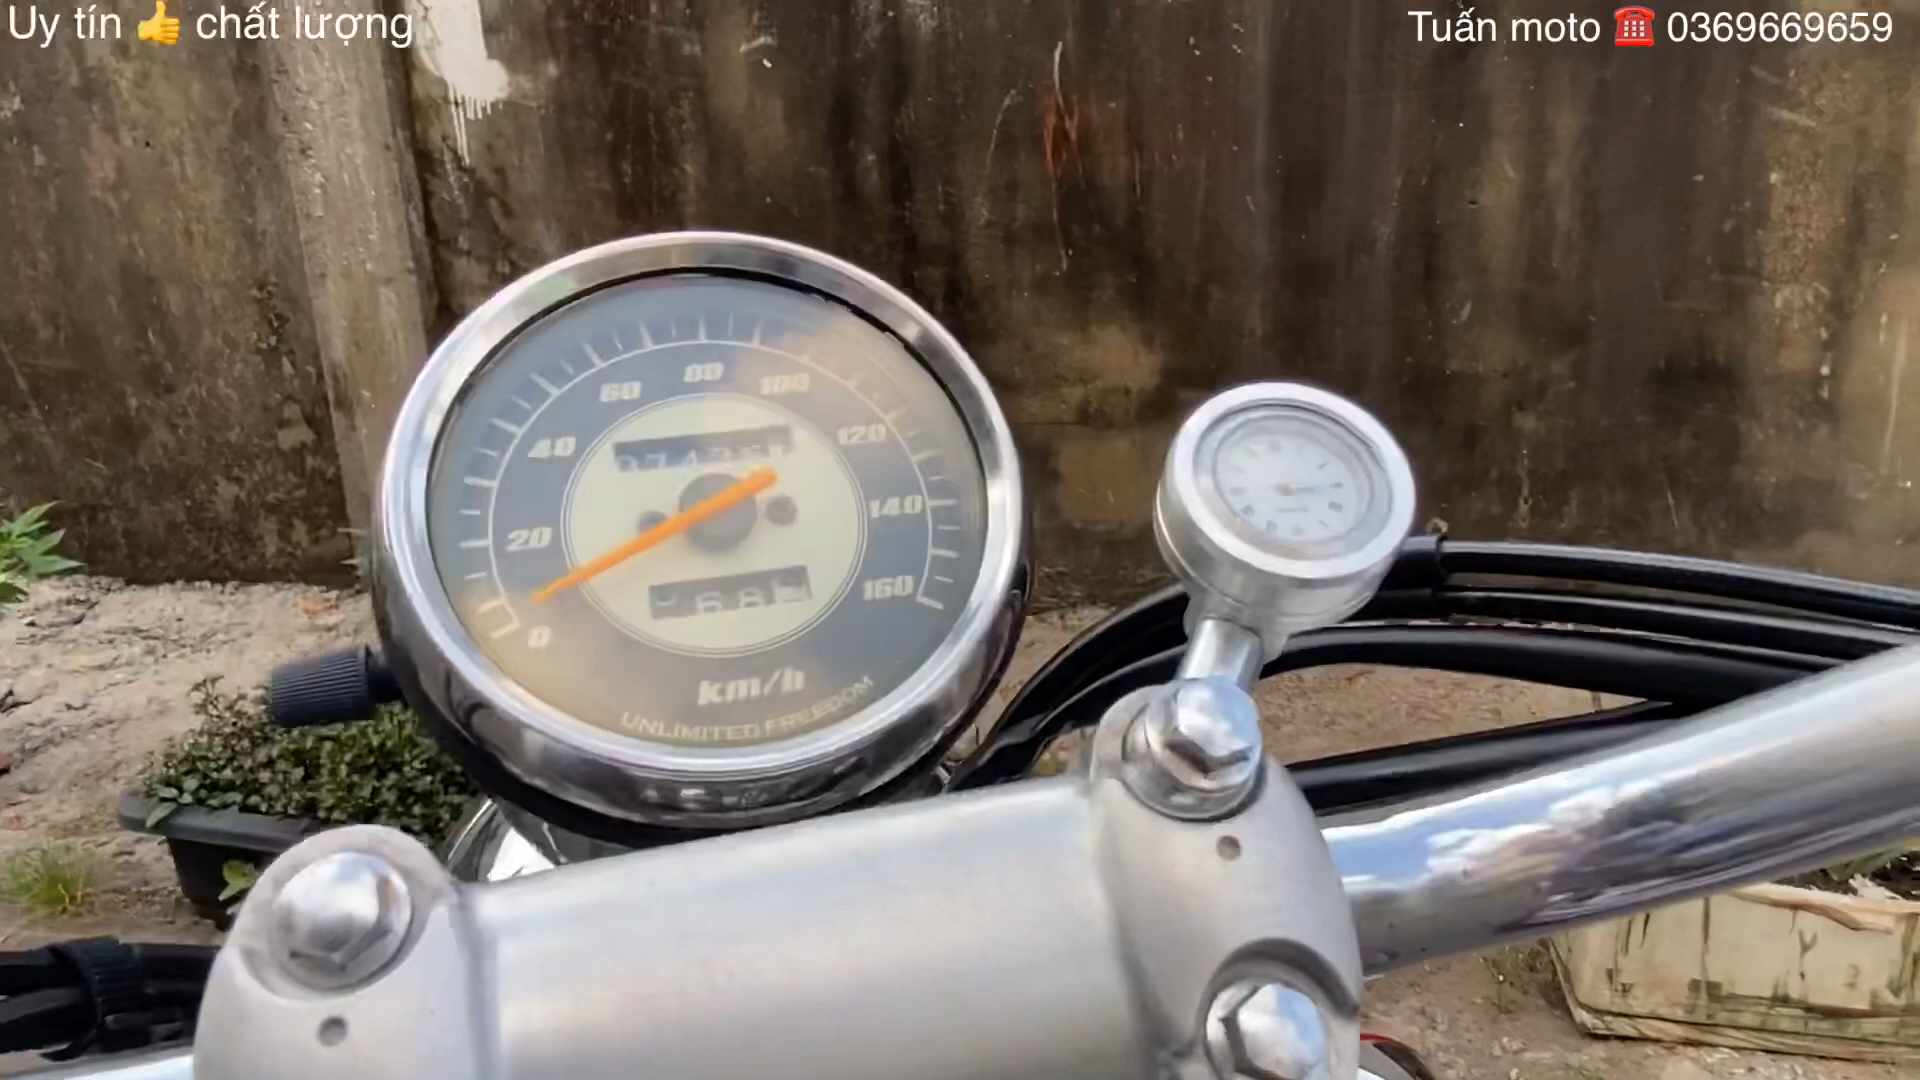 Uy tín 👍 chất lượng
Tuấn moto ☎️ 0369669659
80
60
100
40
120
20
140
0
160
km/h
UNLIMITED FREEDOM